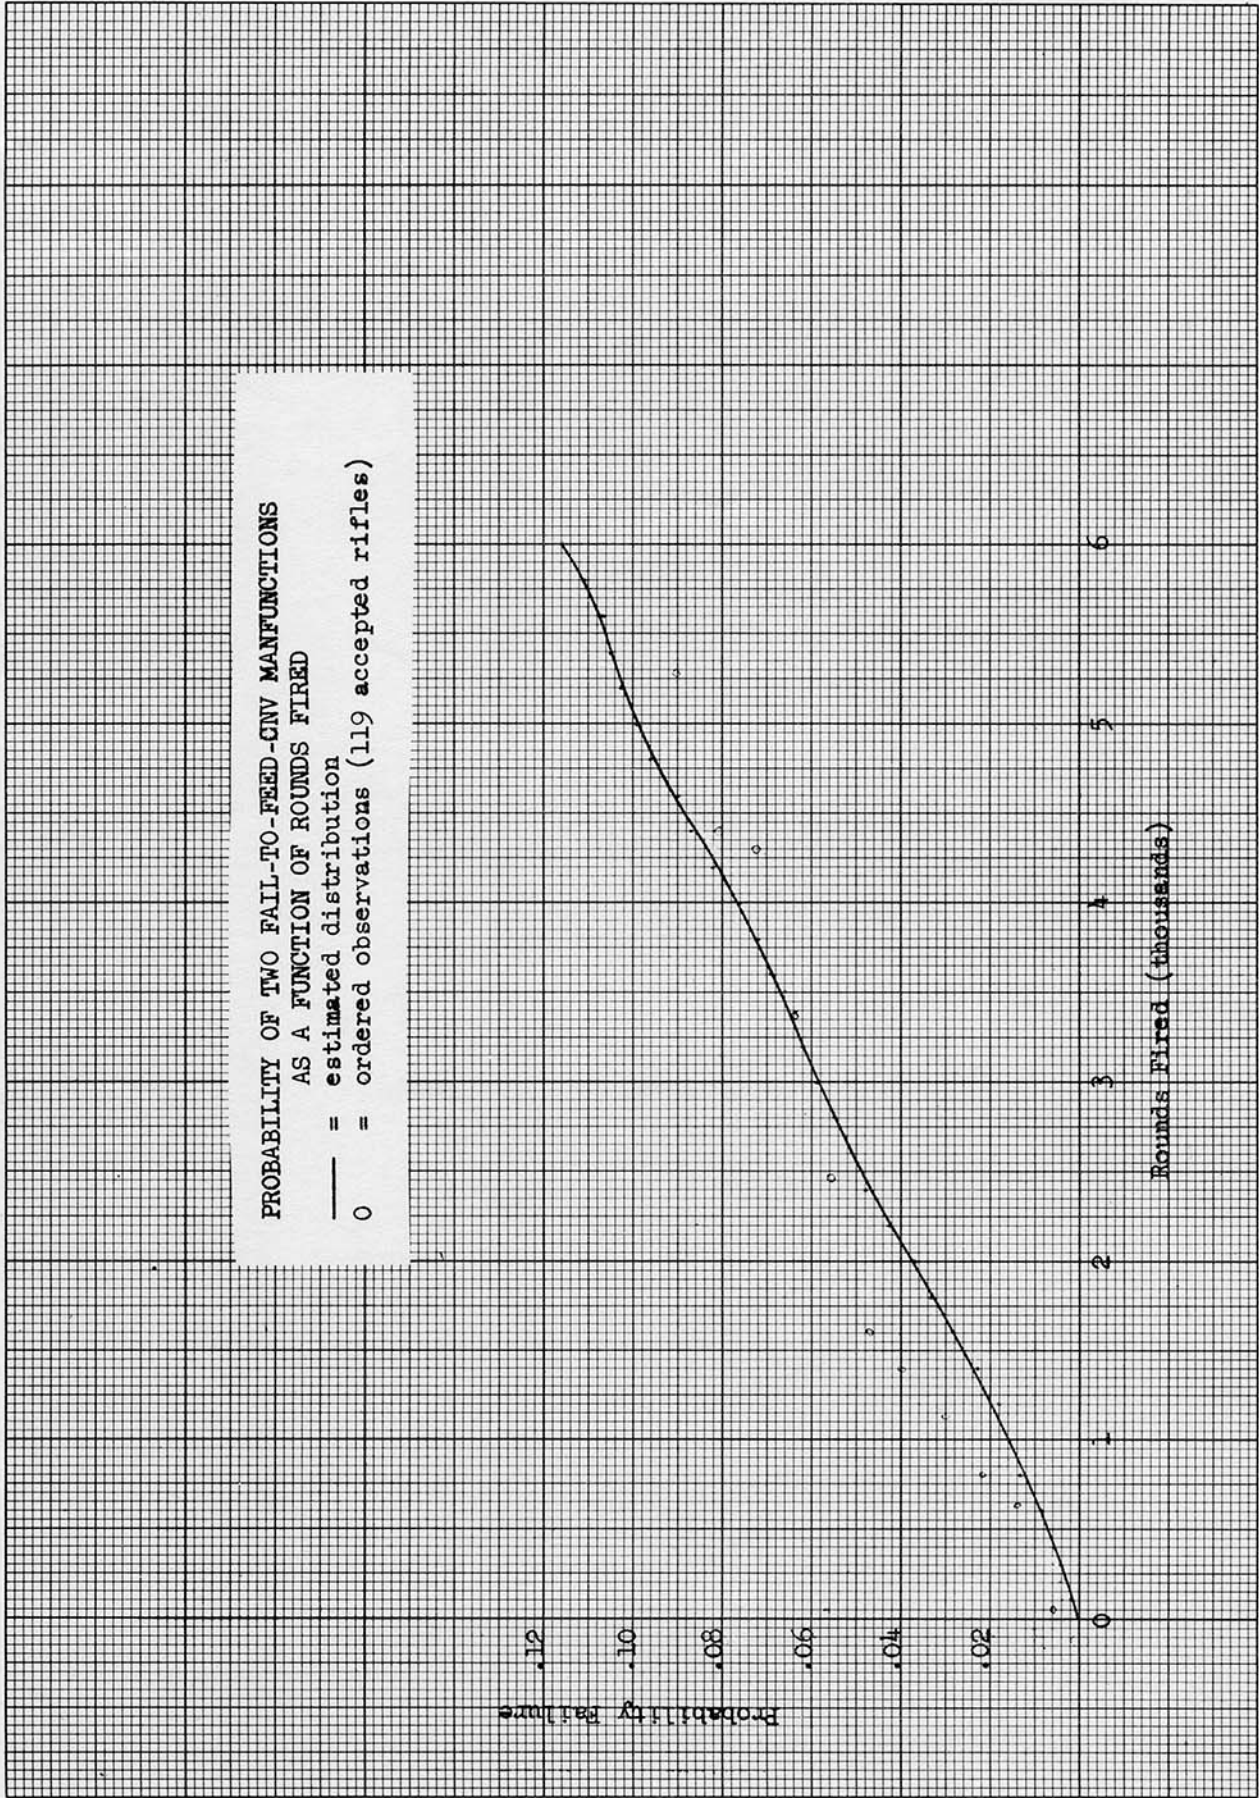 PROBABILITY OF TWO FAIL-TO-FEED-CNV MANFUNCTIONS
AS A FUNCTION OF ROUNDS FIRED
—— = estimated distribution
O = ordered observations (119 accepted rifles)
Probability Failure
.12
.10
.08
.06
.04
.02
0 1 2 3 4 5 6
Rounds Fired (thousands)